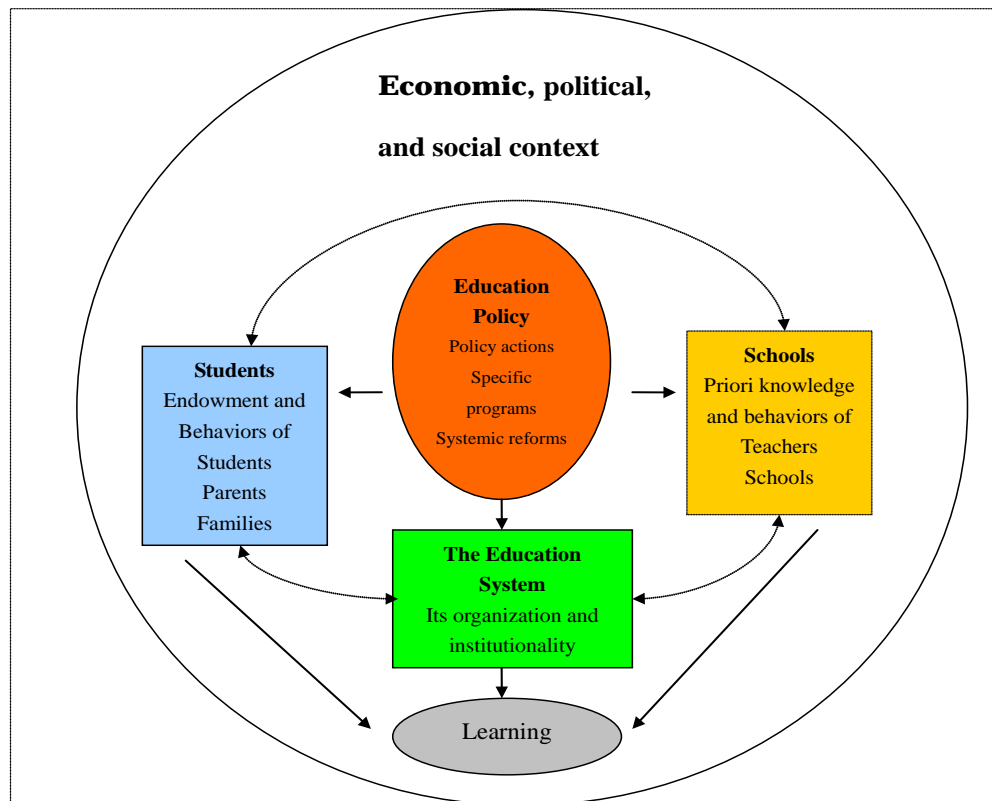 Economic, political,
and social context
Education
Policy
Policy actions
Specific
programs
Systemic reforms
Students
Endowment and
Behaviors of
Students
Parents
Families
Schools
Priori knowledge
and behaviors of
Teachers
Schools
The Education
System
Its organization and
institutionality
Learning